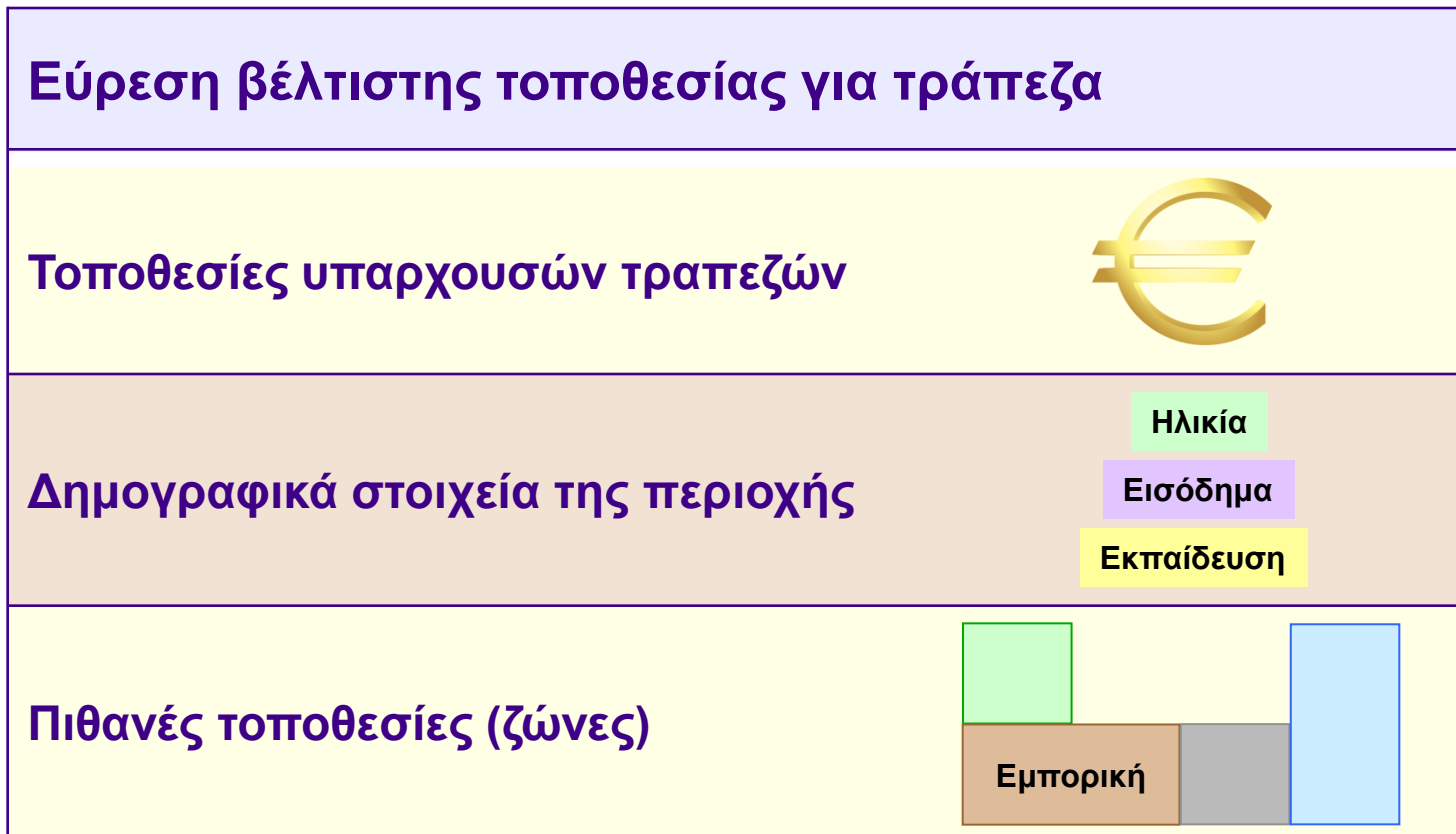 Εύρεση βέλτιστης τοποθεσίας για τράπεζα
Τοποθεσίες υπαρχουσών τραπεζών
Δημογραφικά στοιχεία της περιοχής
Ηλικία
Εισόδημα
Εκπαίδευση
Πιθανές τοποθεσίες (ζώνες)
Εμπορική